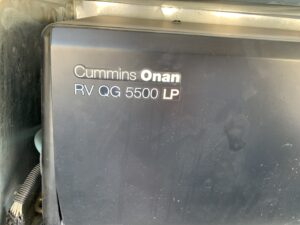 Cummins Onan
RV QG 5500 LP